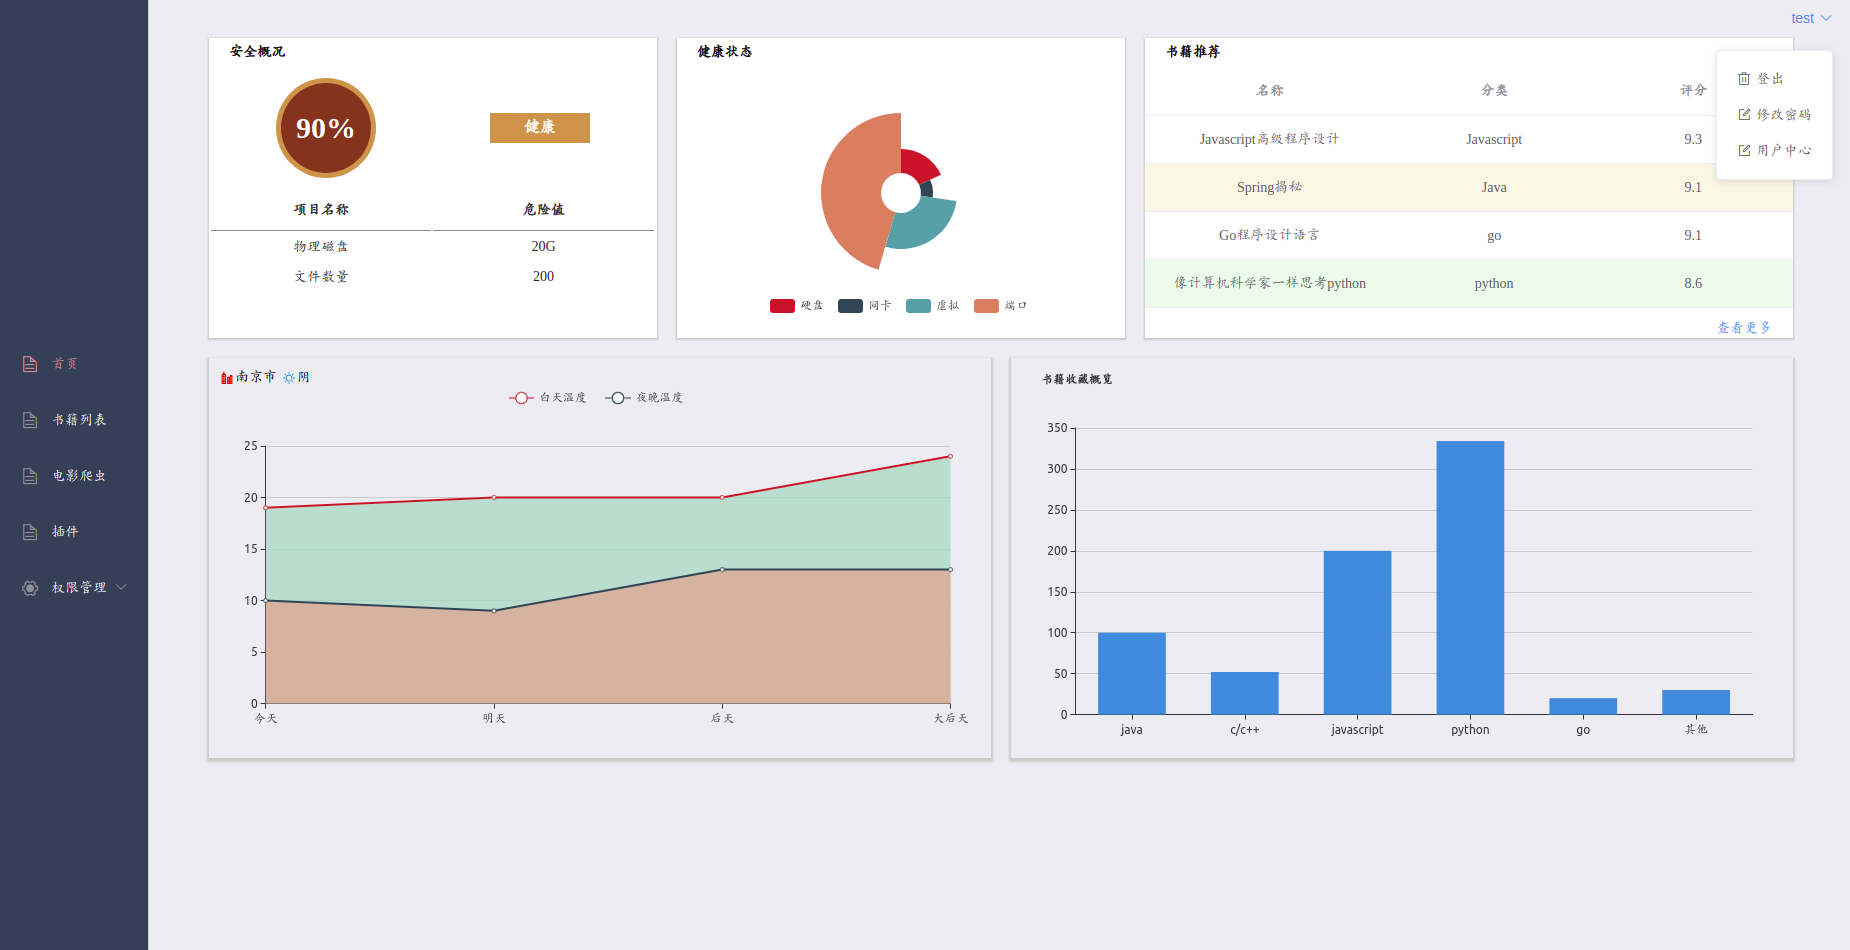 test
登出
修改密码
用户中心
首页
书籍列表
电影爬虫
插件
权限管理
安全概况
90%
健康
项目名称 危险值
物理磁盘 20G
文件数量 200
健康状态
硬盘 网卡 虚拟 端口
书籍推荐
名称 分类 评分
Javascript高级程序设计 Javascript 9.3
Spring揭秘 Java 9.1
Go程序设计语言 go 9.1
像计算机科学家一样思考python python 8.6
查看更多
南京市 阴
白天温度 夜晚温度
25
20
15
10
5
0
今天 明天 后天 大后天
书籍收藏概览
350
300
250
200
150
100
50
0
java c/c++ javascript python go 其他